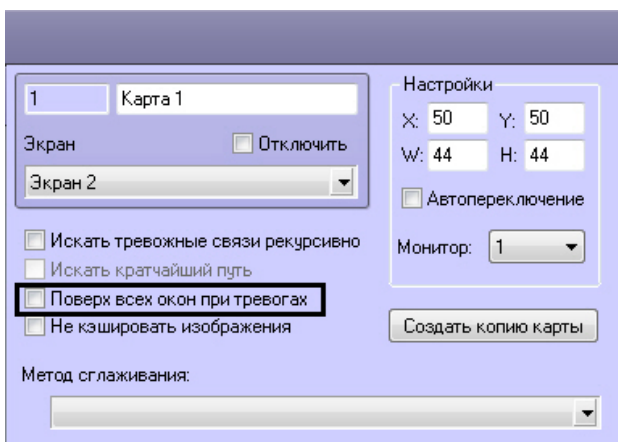 1 Карта 1
Экран Отключить
Экран 2
Искать тревожные связи рекурсивно
Искать кратчайший путь
Поверх всех окон при тревогах
Не кэшировать изображения
Метод сглаживания:
Настройки
X: 50 Y: 50
W: 44 H: 44
Автопереключение
Монитор: 1
Создать копию карты